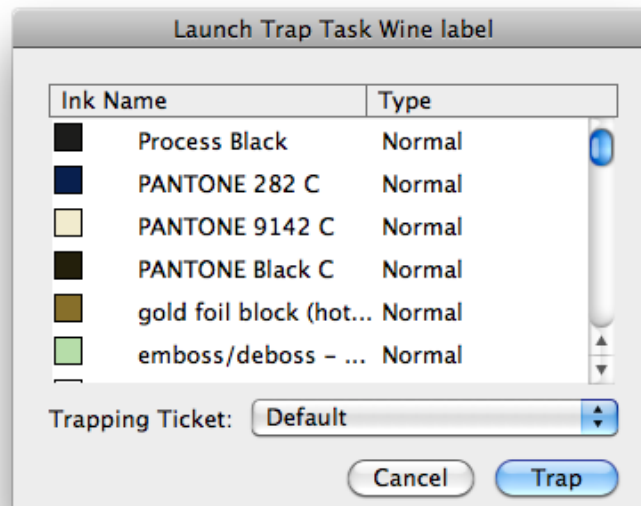 Launch Trap Task Wine label
Ink Name Type
Process Black Normal
PANTONE 282 C Normal
PANTONE 9142 C Normal
PANTONE Black C Normal
gold foil block (hot... Normal
emboss/deboss – ... Normal
Trapping Ticket: Default
Cancel Trap